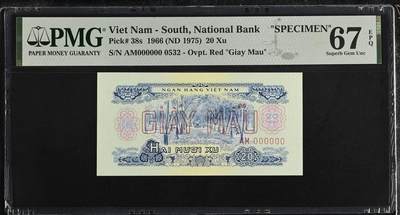 PMG
PAPER MONEY GUARANTY
Viet Nam - South, National Bank "SPECIMEN"
Pick# 38s 1966 (ND 1975) 20 Xu
S/N AM000000 0532 - Ovpt. Red "Giay Mau"
67 EPQ
Superb Gem Unc
NGÂN HÀNG VIỆT NAM
GIAY MAU
AM 000000
HAI MƯƠI XU
20